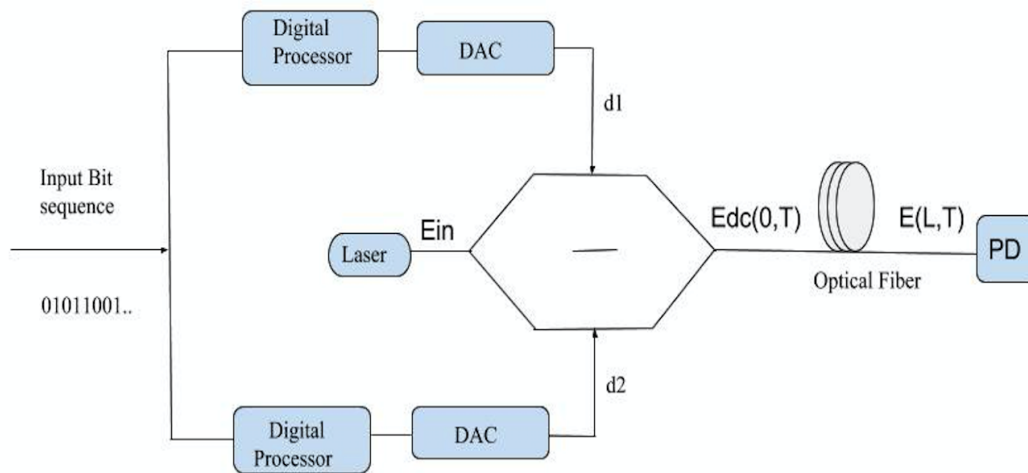 Digital
Processor
DAC
d1
Input Bit
sequence
01011001..
Laser
Ein
Edc(0,T)
E(L,T)
PD
Optical Fiber
d2
Digital
Processor
DAC